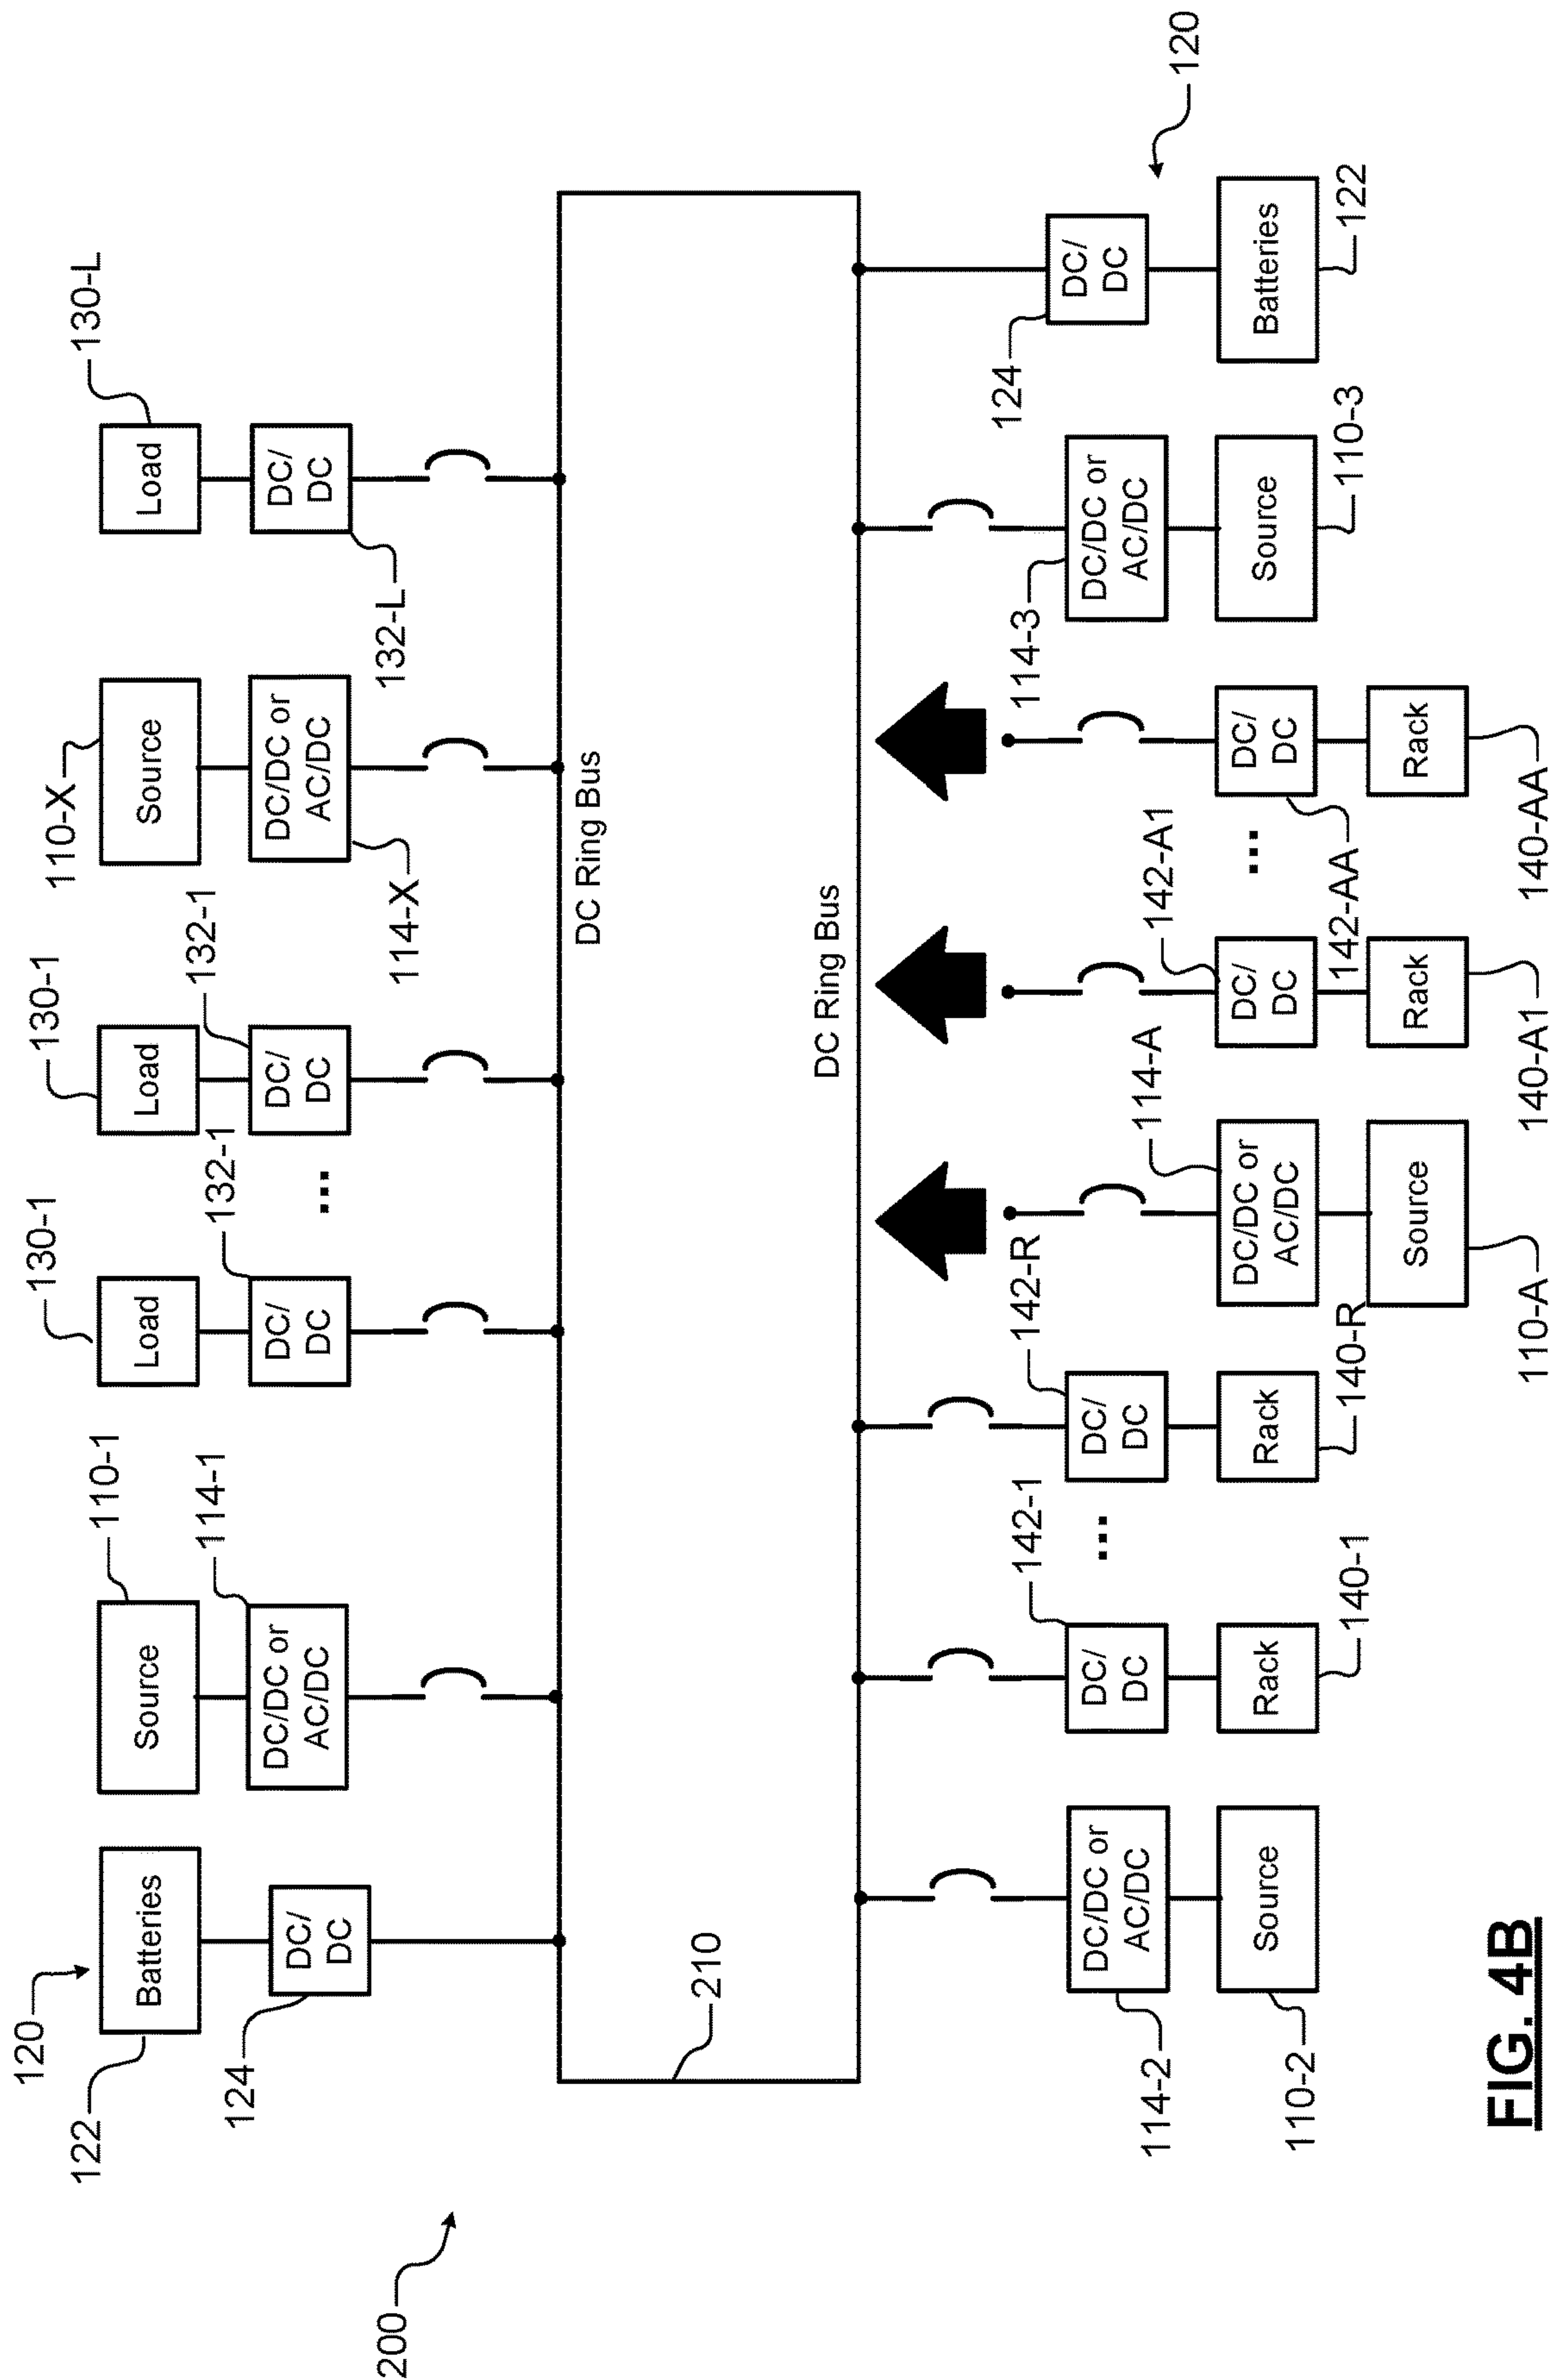 200
120
122
Batteries
124
DC/
DC
110-1
Source
114-1
DC/DC or
AC/DC
130-1
Load
132-1
DC/
DC
...
130-1
Load
132-1
DC/
DC
110-X
Source
114-X
DC/DC or
AC/DC
130-L
Load
132-L
DC/
DC
DC Ring Bus
210
DC Ring Bus
114-2
DC/DC or
AC/DC
110-2
Source
142-1
DC/
DC
140-1
Rack
...
142-R
DC/
DC
140-R
Rack
114-A
DC/DC or
AC/DC
110-A
Source
142-A1
DC/
DC
140-A1
Rack
...
142-AA
DC/
DC
140-AA
Rack
114-3
DC/DC or
AC/DC
110-3
Source
124
DC/
DC
122
Batteries
120
FIG. 4B